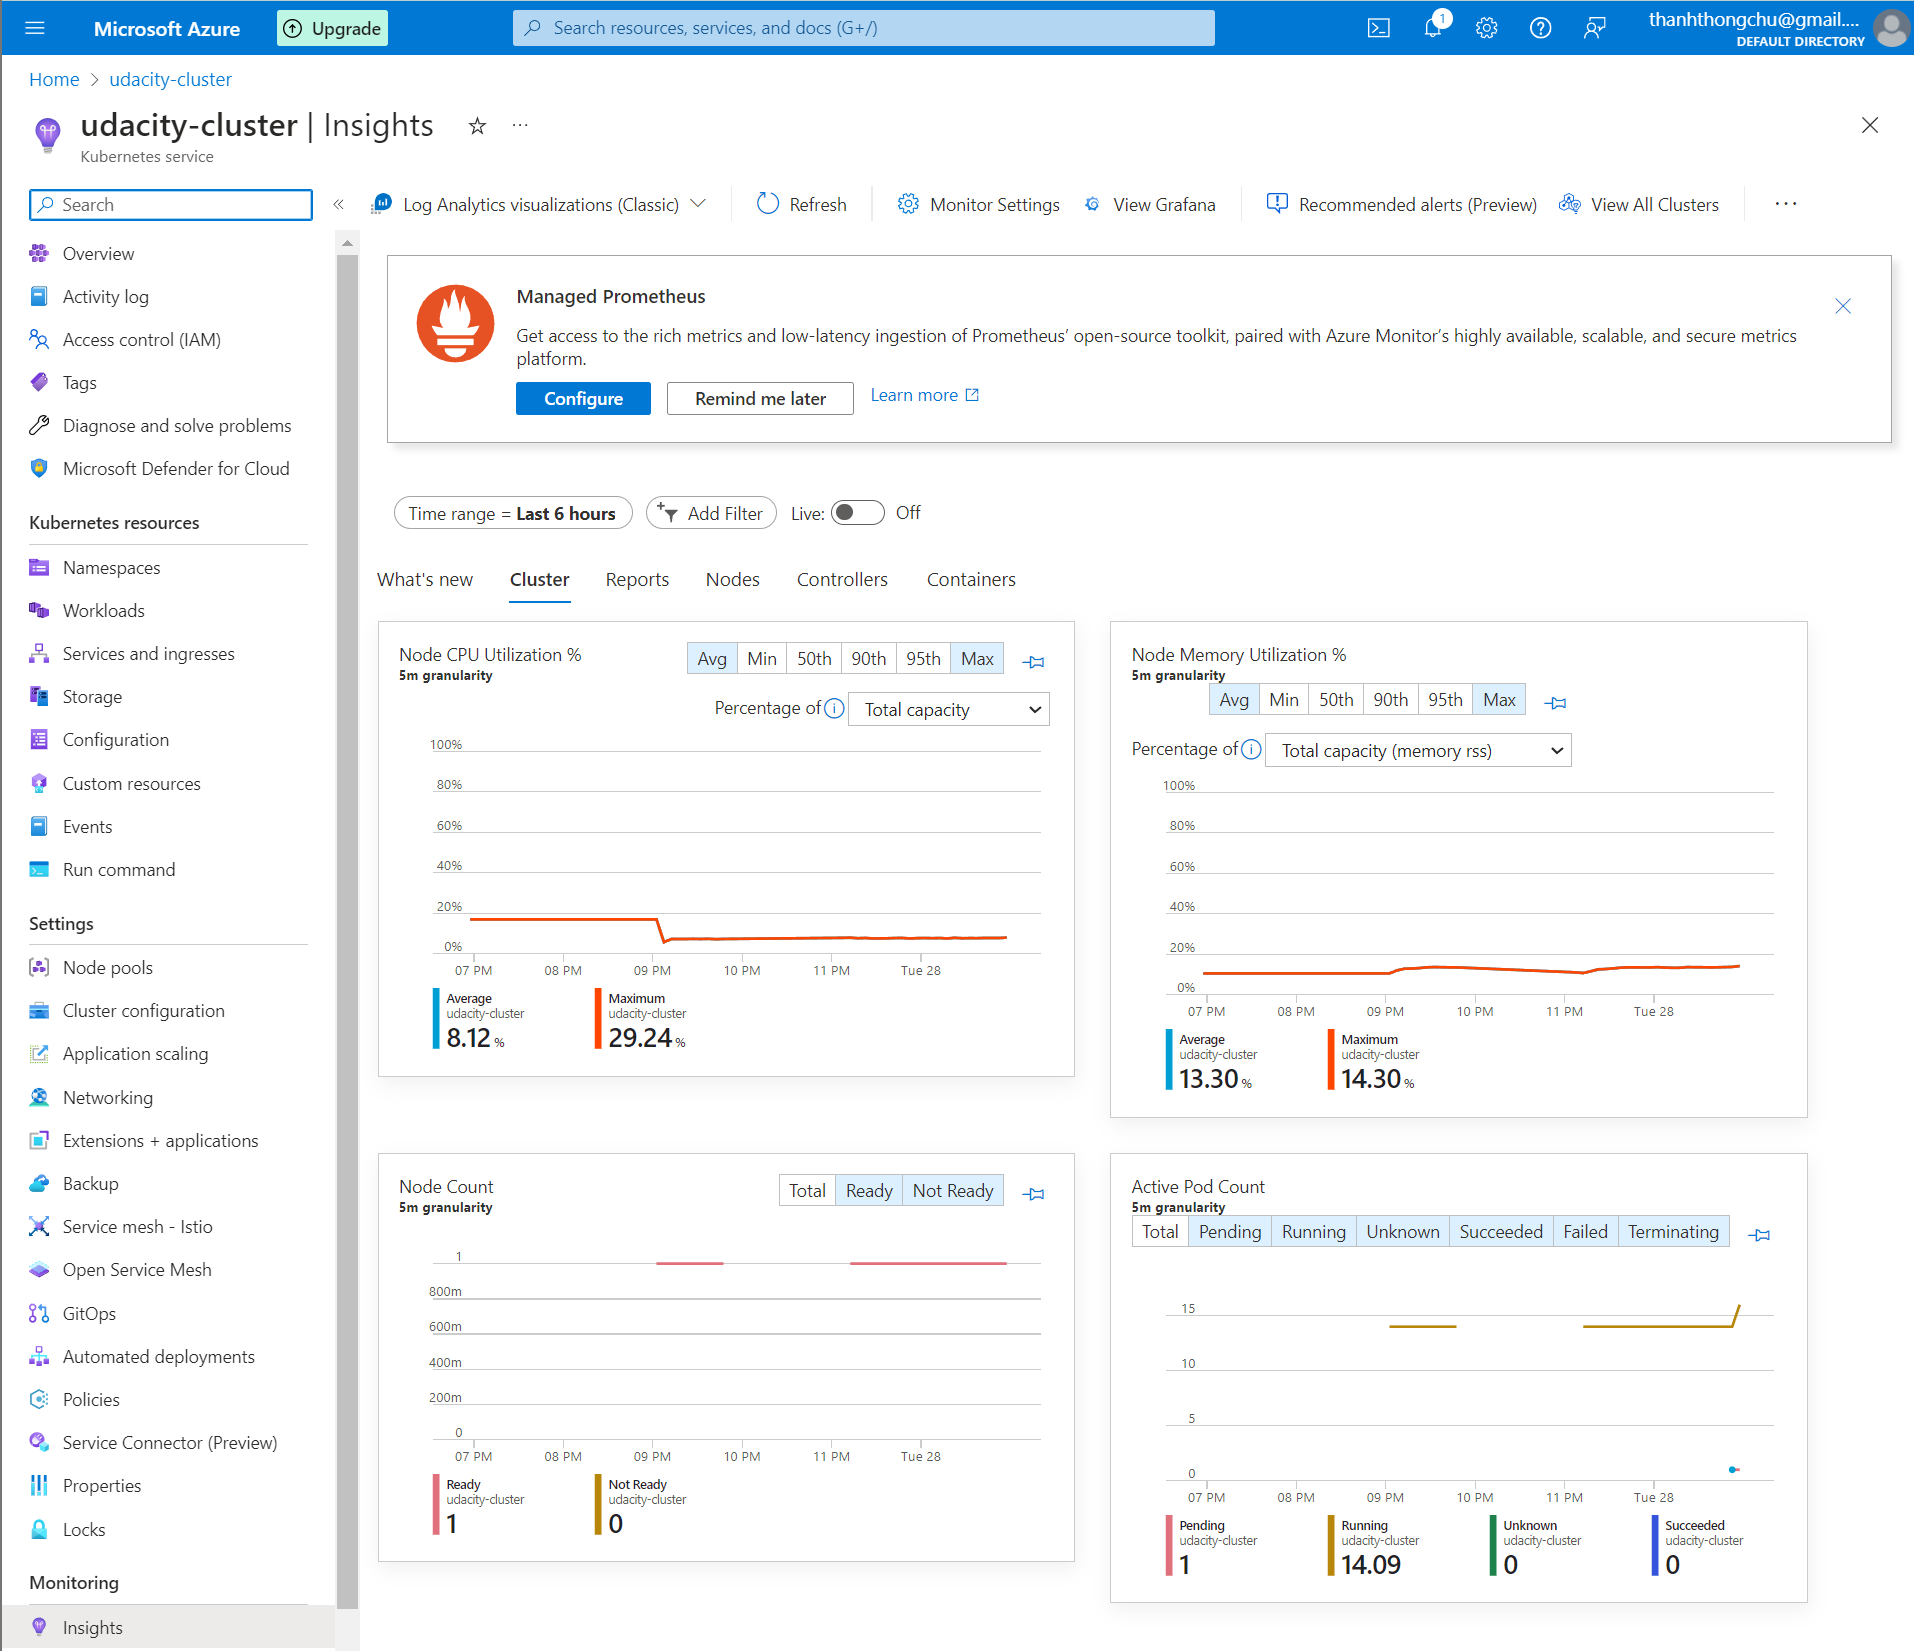 Microsoft Azure
Upgrade
Search resources, services, and docs (G+/)
1
thanhthongchu@gmail....
DEFAULT DIRECTORY
Home > udacity-cluster
udacity-cluster | Insights
Kubernetes service
Search
Log Analytics visualizations (Classic)
Refresh
Monitor Settings
View Grafana
Recommended alerts (Preview)
View All Clusters
Overview
Activity log
Access control (IAM)
Tags
Diagnose and solve problems
Microsoft Defender for Cloud
Kubernetes resources
Namespaces
Workloads
Services and ingresses
Storage
Configuration
Custom resources
Events
Run command
Settings
Node pools
Cluster configuration
Application scaling
Networking
Extensions + applications
Backup
Service mesh - Istio
Open Service Mesh
GitOps
Automated deployments
Policies
Service Connector (Preview)
Properties
Locks
Monitoring
Insights
Managed Prometheus
Get access to the rich metrics and low-latency ingestion of Prometheus’ open-source toolkit, paired with Azure Monitor’s highly available, scalable, and secure metrics
platform.
Configure
Remind me later
Learn more
Time range = Last 6 hours
Add Filter
Live: Off
What's new
Cluster
Reports
Nodes
Controllers
Containers
Node CPU Utilization %
5m granularity
Avg Min 50th 90th 95th Max
Percentage of Total capacity
100%
80%
60%
40%
20%
0%
07 PM 08 PM 09 PM 10 PM 11 PM Tue 28
Average
udacity-cluster
8.12 %
Maximum
udacity-cluster
29.24 %
Node Memory Utilization %
5m granularity
Avg Min 50th 90th 95th Max
Percentage of Total capacity (memory rss)
100%
80%
60%
40%
20%
0%
07 PM 08 PM 09 PM 10 PM 11 PM Tue 28
Average
udacity-cluster
13.30 %
Maximum
udacity-cluster
14.30 %
Node Count
5m granularity
Total Ready Not Ready
1
800m
600m
400m
200m
0
07 PM 08 PM 09 PM 10 PM 11 PM Tue 28
Ready
udacity-cluster
1
Not Ready
udacity-cluster
0
Active Pod Count
5m granularity
Total Pending Running Unknown Succeeded Failed Terminating
15
10
5
0
07 PM 08 PM 09 PM 10 PM 11 PM Tue 28
Pending
udacity-cluster
1
Running
udacity-cluster
14.09
Unknown
udacity-cluster
0
Succeeded
udacity-cluster
0